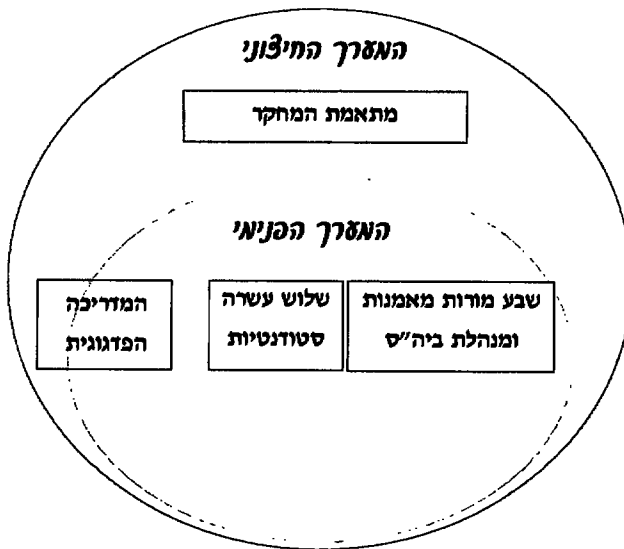 המערך החיצוני
מתאמת המחקר
המערך הפנימי
שבע מורות מאמנות
ומנהלת ביה"ס
שלוש עשרה
סטודנטיות
המדריכה
הפדגוגית